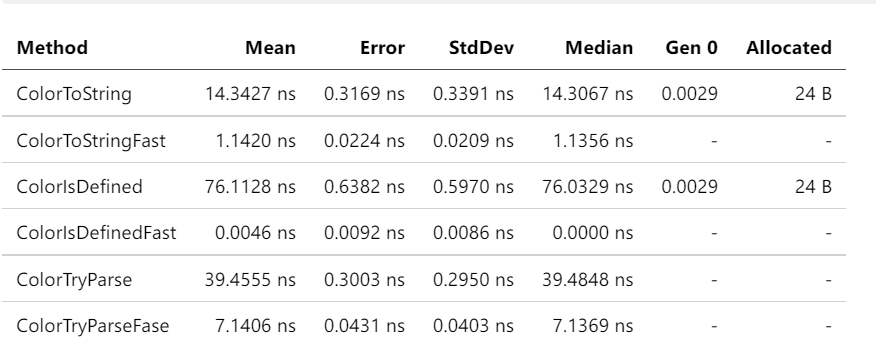 Method Mean Error StdDev Median Gen 0 Allocated
ColorToString 14.3427 ns 0.3169 ns 0.3391 ns 14.3067 ns 0.0029 24 B
ColorToStringFast 1.1420 ns 0.0224 ns 0.0209 ns 1.1356 ns - -
ColorIsDefined 76.1128 ns 0.6382 ns 0.5970 ns 76.0329 ns 0.0029 24 B
ColorIsDefinedFast 0.0046 ns 0.0092 ns 0.0086 ns 0.0000 ns - -
ColorTryParse 39.4555 ns 0.3003 ns 0.2950 ns 39.4848 ns - -
ColorTryParseFase 7.1406 ns 0.0431 ns 0.0403 ns 7.1369 ns - -